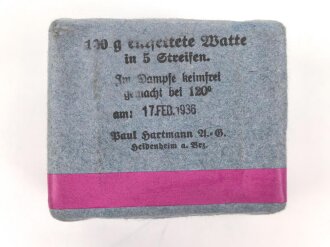 100 g entfettete Watte
in 5 Streifen.
Im Dampfe keimfrei
gemacht bei 120º
am: 17.FEB.1936
Paul Hartmann A.-G.
Heidenheim a. Brz.